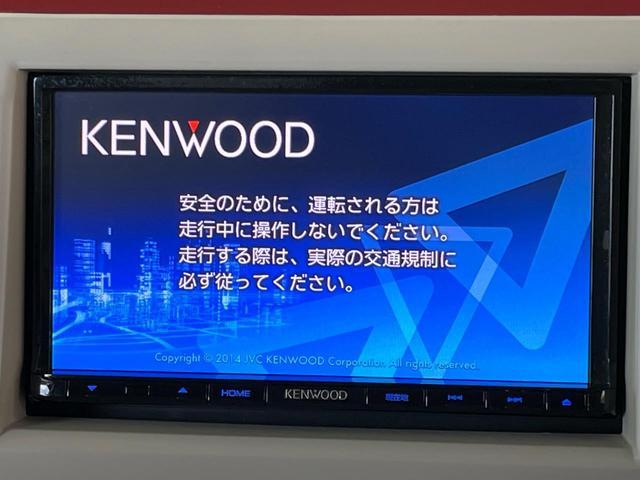 KENWOOD
安全のために、運転される方は
走行中に操作しないでください。
走行する際は、実際の交通規制に
必ず従ってください。
Copyright © 2014 JVC KENWOOD Corporation All rights reserved.
HOME KENWOOD 現在地